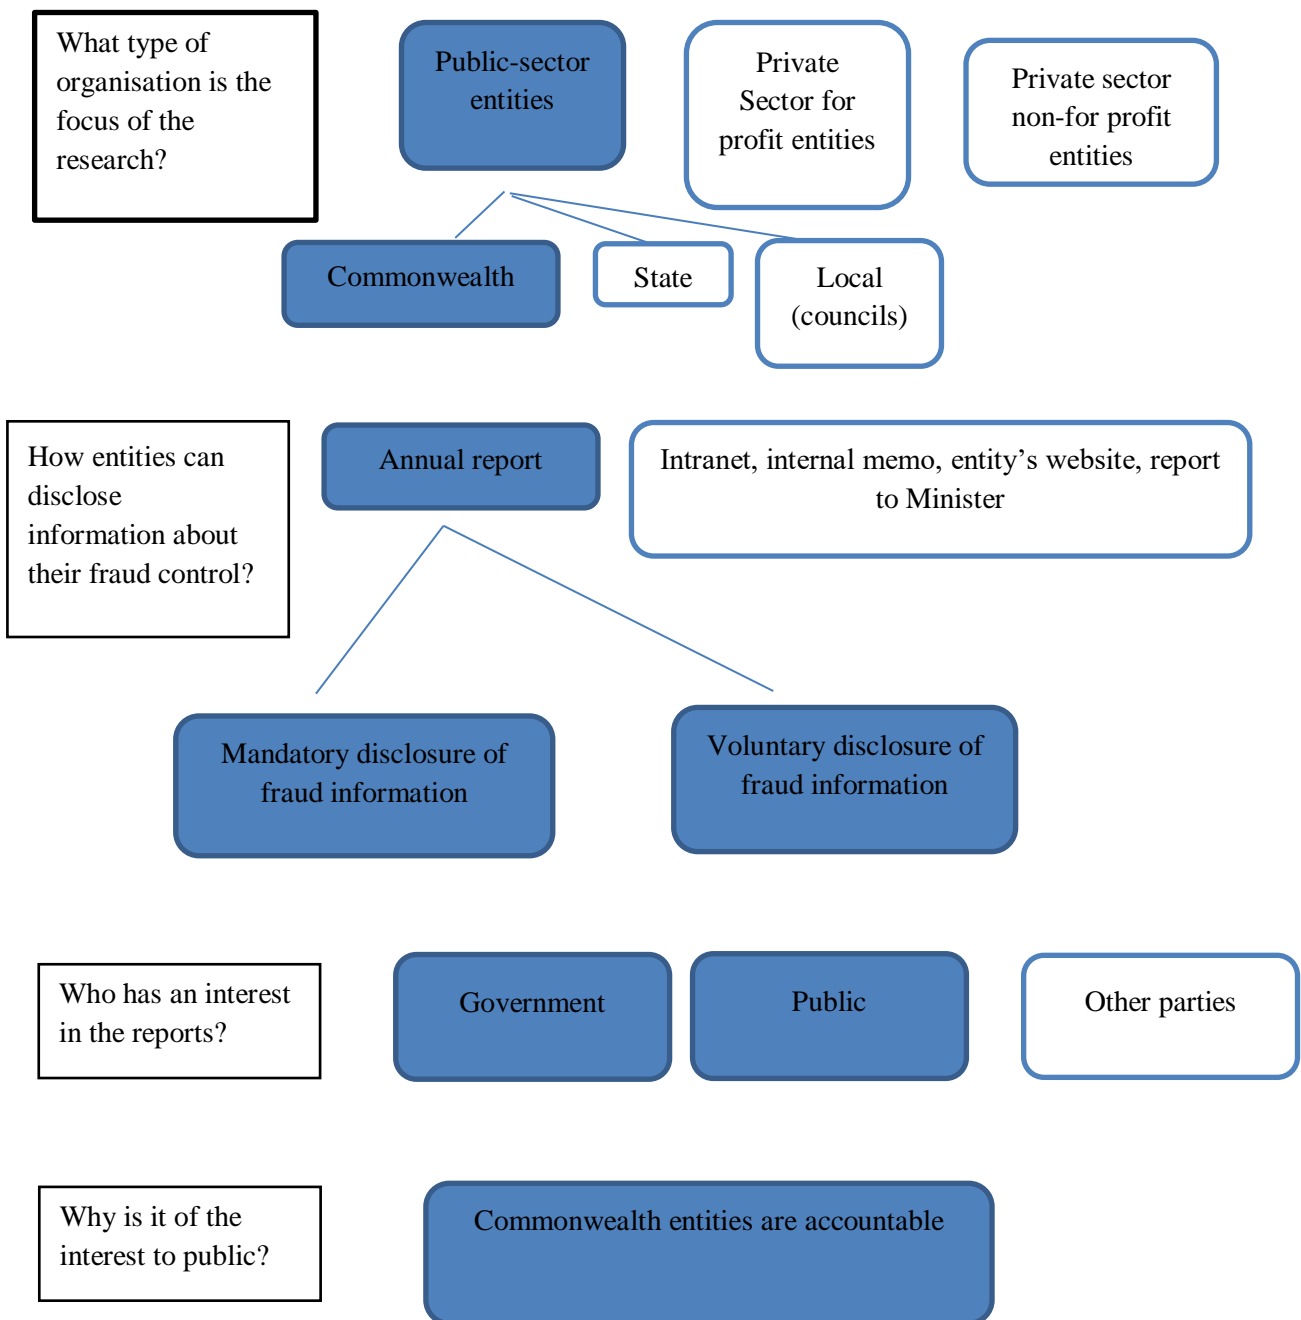 What type of
organisation is the
focus of the
research?
Public-sector
entities
Private
Sector for
profit entities
Private sector
non-for profit
entities
Commonwealth
State
Local
(councils)
How entities can
disclose
information about
their fraud control?
Annual report
Intranet, internal memo, entity’s website, report
to Minister
Mandatory disclosure of
fraud information
Voluntary disclosure of
fraud information
Who has an interest
in the reports?
Government
Public
Other parties
Why is it of the
interest to public?
Commonwealth entities are accountable